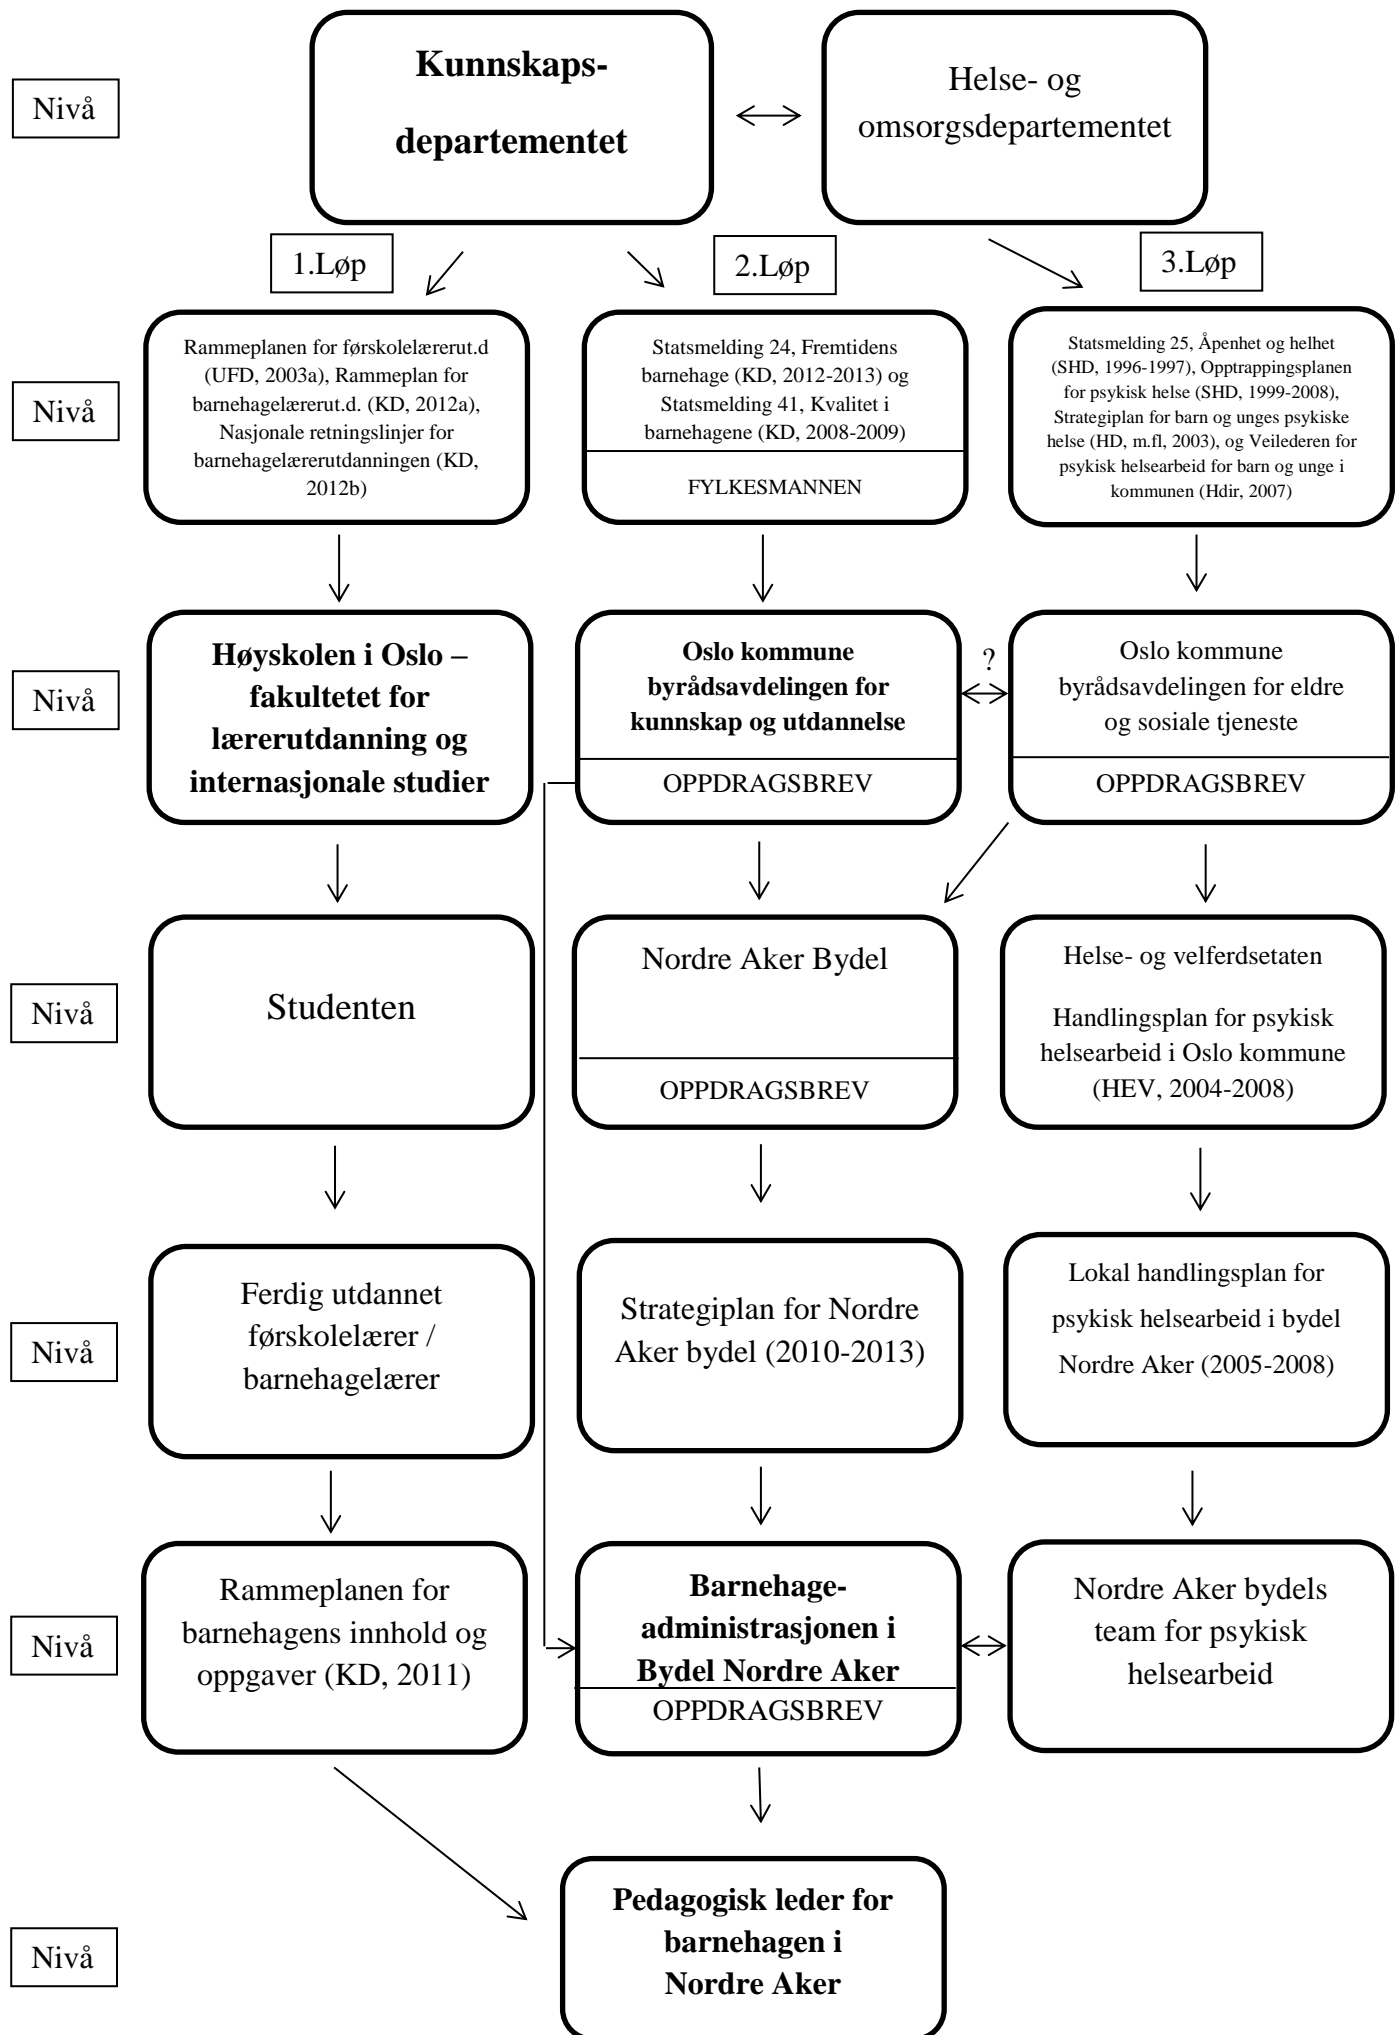 Nivå
Kunnskaps-
departementet
Helse- og
omsorgsdepartementet
1.Løp
2.Løp
3.Løp
Nivå
Rammeplanen for førskolelærerut.d
(UFD, 2003a), Rammeplan for
barnehagelærerut.d. (KD, 2012a),
Nasjonale retningslinjer for
barnehagelærerutdanningen (KD,
2012b)
Statsmelding 24, Fremtidens
barnehage (KD, 2012-2013) og
Statsmelding 41, Kvalitet i
barnehagene (KD, 2008-2009)
FYLKESMANNEN
Statsmelding 25, Åpenhet og helhet
(SHD, 1996-1997), Opptrappingsplanen
for psykisk helse (SHD, 1999-2008),
Strategiplan for barn og unges psykiske
helse (HD, m.fl, 2003), og Veilederen for
psykisk helsearbeid for barn og unge i
kommunen (Hdir, 2007)
Nivå
Høyskolen i Oslo –
fakultetet for
lærerutdanning og
internasjonale studier
Oslo kommune
byrådsavdelingen for
kunnskap og utdannelse
OPPDRAGSBREV
?
Oslo kommune
byrådsavdelingen for eldre
og sosiale tjeneste
OPPDRAGSBREV
Nivå
Studenten
Nordre Aker Bydel
OPPDRAGSBREV
Helse- og velferdsetaten
Handlingsplan for psykisk
helsearbeid i Oslo kommune
(HEV, 2004-2008)
Nivå
Ferdig utdannet
førskolelærer /
barnehagelærer
Strategiplan for Nordre
Aker bydel (2010-2013)
Lokal handlingsplan for
psykisk helsearbeid i bydel
Nordre Aker (2005-2008)
Nivå
Rammeplanen for
barnehagens innhold og
oppgaver (KD, 2011)
Barnehage-
administrasjonen i
Bydel Nordre Aker
OPPDRAGSBREV
Nordre Aker bydels
team for psykisk
helsearbeid
Nivå
Pedagogisk leder for
barnehagen i
Nordre Aker